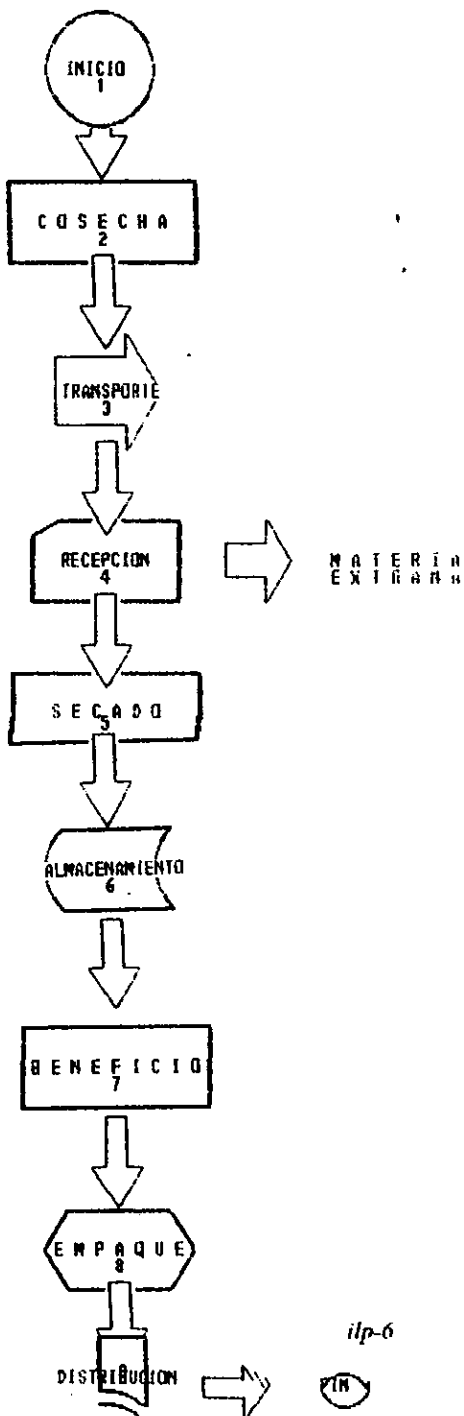 INICIO
1
COSECHA
2
TRANSPORTE
3
RECEPCION
4
MATERIA
EXTRAÑA
SECADO
5
ALMACENAMIENTO
6
BENEFICIO
7
EMPAQUE
8
ilp-6
DISTRIBUCION
FIN